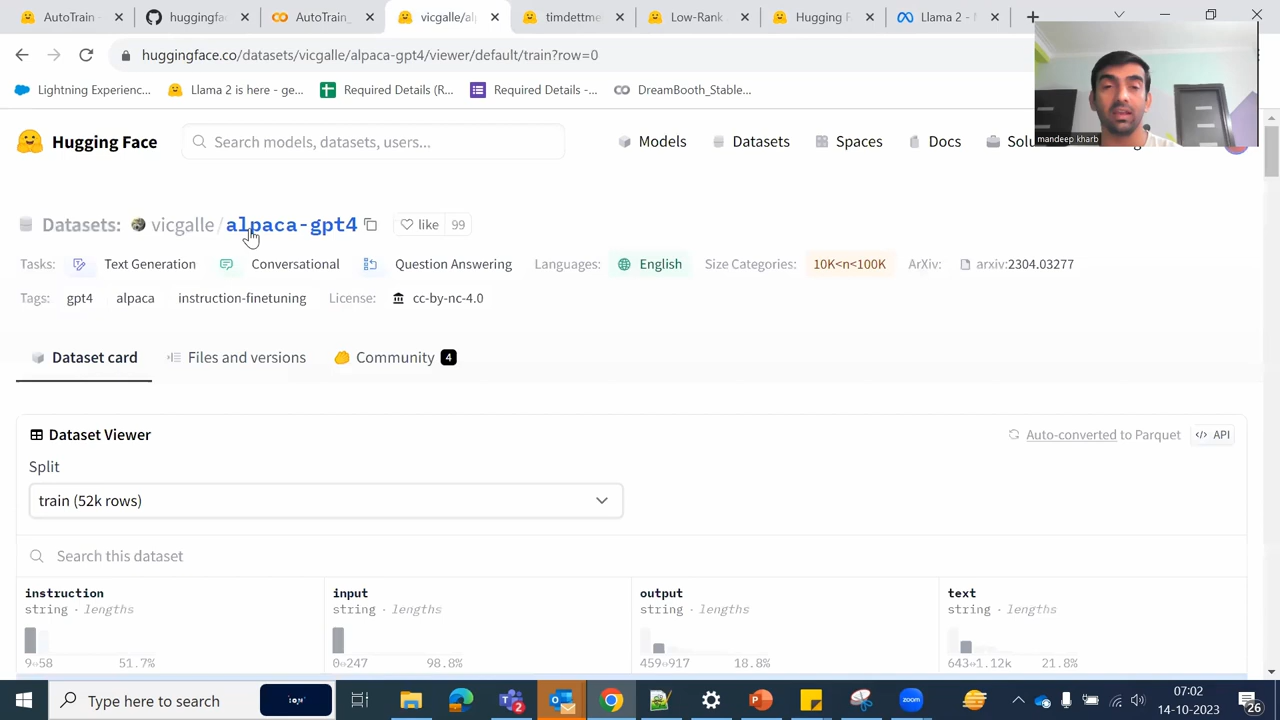 AutoTrain -
huggingfac
AutoTrain_
vicgalle/al
timdettme
Low-Rank
Hugging F
Llama 2 -
huggingface.co/datasets/vicgalle/alpaca-gpt4/viewer/default/train?row=0
Lightning Experienc...
Llama 2 is here - ge...
Required Details (R...
Required Details -...
DreamBooth_Stable...
mandeep kharb
Hugging Face
Search models, datasets, users...
Models
Datasets
Spaces
Docs
Solu
Datasets: vicgalle/alpaca-gpt4
like 99
Tasks: Text Generation Conversational Question Answering Languages: English Size Categories: 10K<n<100K ArXiv: arxiv:2304.03277
Tags: gpt4 alpaca instruction-finetuning License: cc-by-nc-4.0
Dataset card
Files and versions
Community 4
Dataset Viewer
Auto-converted to Parquet
API
Split
train (52k rows)
Search this dataset
instruction input output text
string · lengths string · lengths string · lengths string · lengths
9↔58 51.7% 0↔247 98.8% 459↔917 18.8% 643↔1.12k 21.8%
Type here to search
07:02
14-10-2023
2
zoom
26